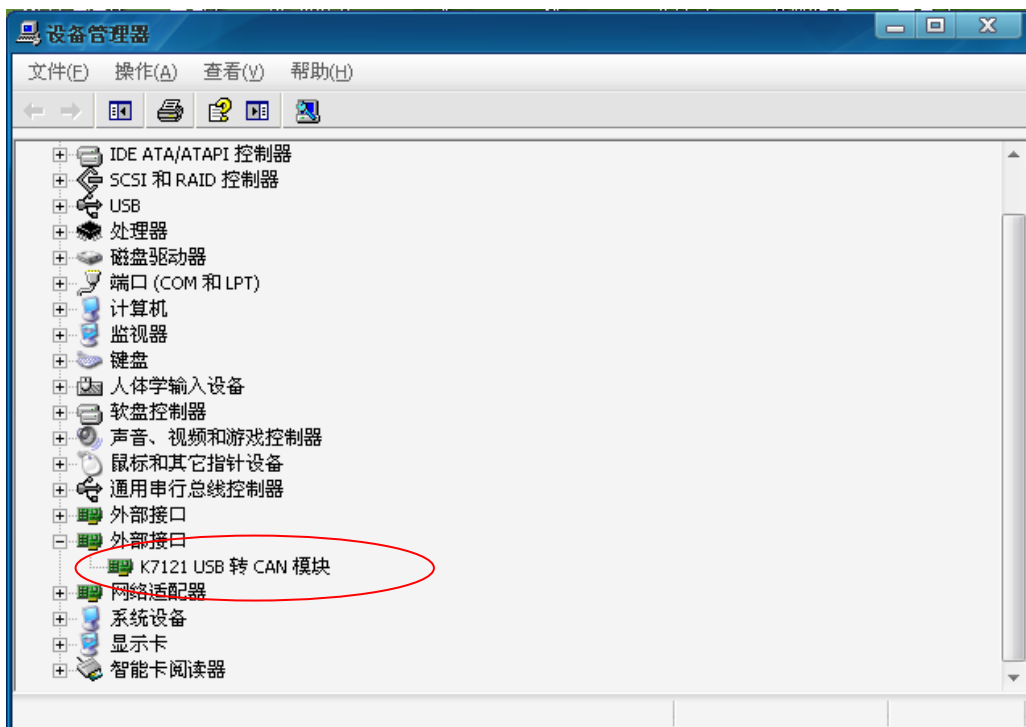 设备管理器
文件(F) 操作(A) 查看(V) 帮助(H)
IDE ATA/ATAPI 控制器
SCSI 和 RAID 控制器
USB
处理器
磁盘驱动器
端口 (COM 和 LPT)
计算机
监视器
键盘
人体学输入设备
软盘控制器
声音、视频和游戏控制器
鼠标和其它指针设备
通用串行总线控制器
外部接口
外部接口
K7121 USB 转 CAN 模块
网络适配器
系统设备
显示卡
智能卡阅读器